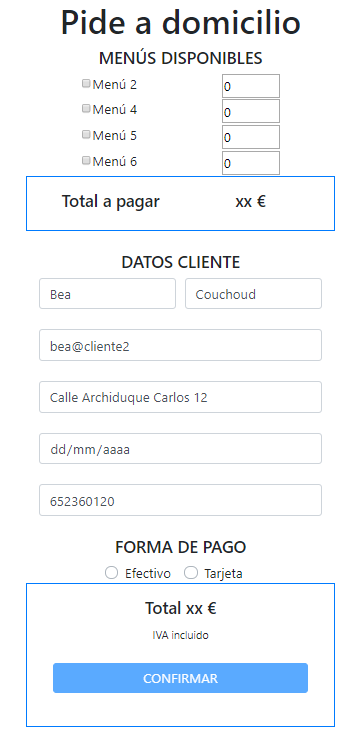 Pide a domicilio
MENÚS DISPONIBLES
Menú 2 0
Menú 4 0
Menú 5 0
Menú 6 0
Total a pagar xx €
DATOS CLIENTE
Bea Couchoud
bea@cliente2
Calle Archiduque Carlos 12
dd/mm/aaaa
652360120
FORMA DE PAGO
Efectivo Tarjeta
Total xx €
IVA incluido
CONFIRMAR